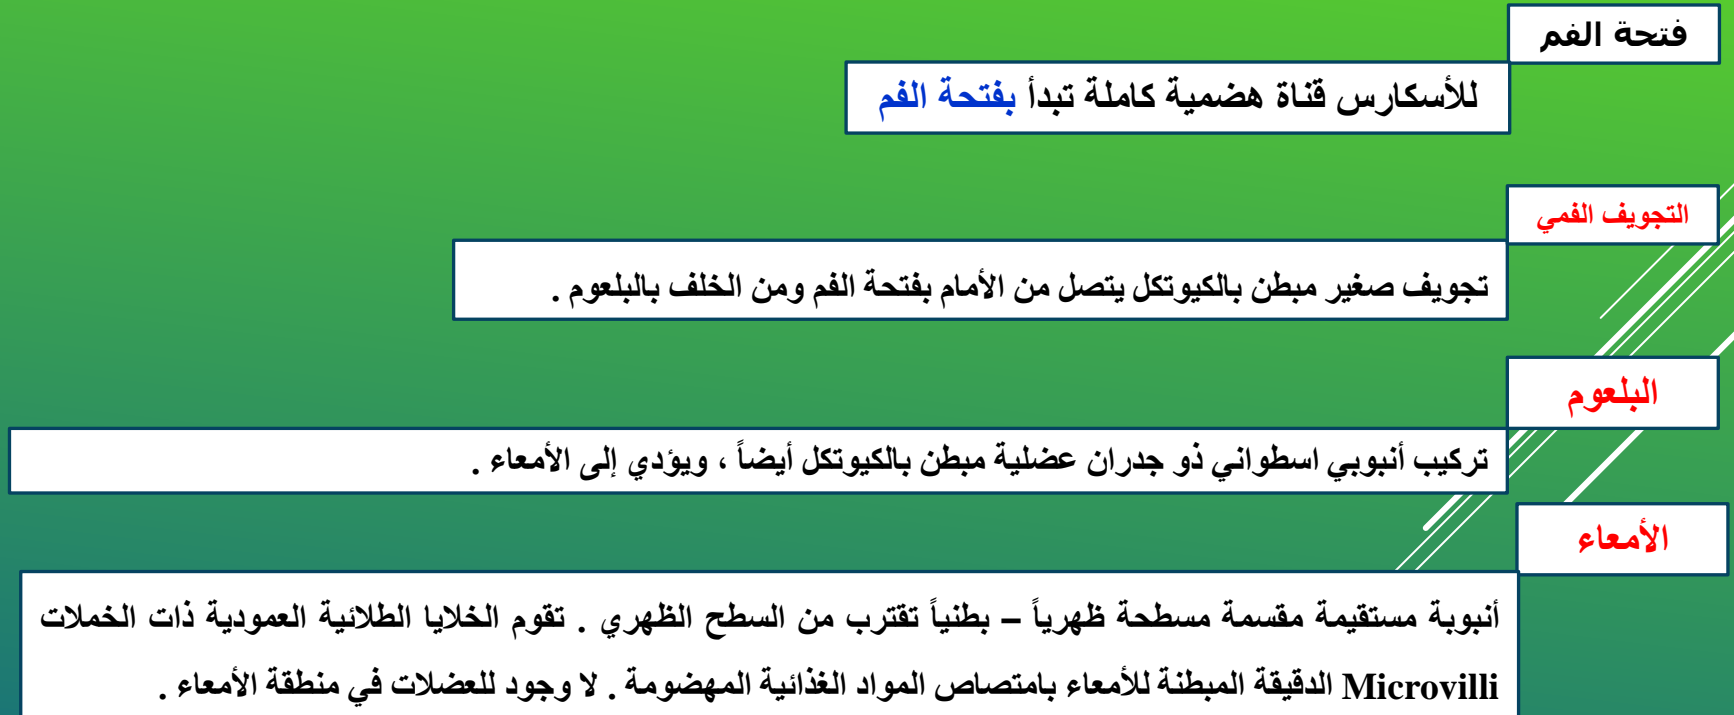 فتحة الفم
للأسكارس قناة هضمية كاملة تبدأ بفتحة الفم
التجويف الفمي
تجويف صغير مبطن بالكيوتكل يتصل من الأمام بفتحة الفم ومن الخلف بالبلعوم .
البلعوم
تركيب أنبوبي اسطواني ذو جدران عضلية مبطن بالكيوتكل أيضاً ، ويؤدي إلى الأمعاء .
الأمعاء
أنبوبة مستقيمة مقسمة مسطحة ظهرياً – بطنياً تقترب من السطح الظهري . تقوم الخلايا الطلائية العمودية ذات الخملات
Microvilli الدقيقة المبطنة للأمعاء بامتصاص المواد الغذائية المهضومة . لا وجود للعضلات في منطقة الأمعاء .